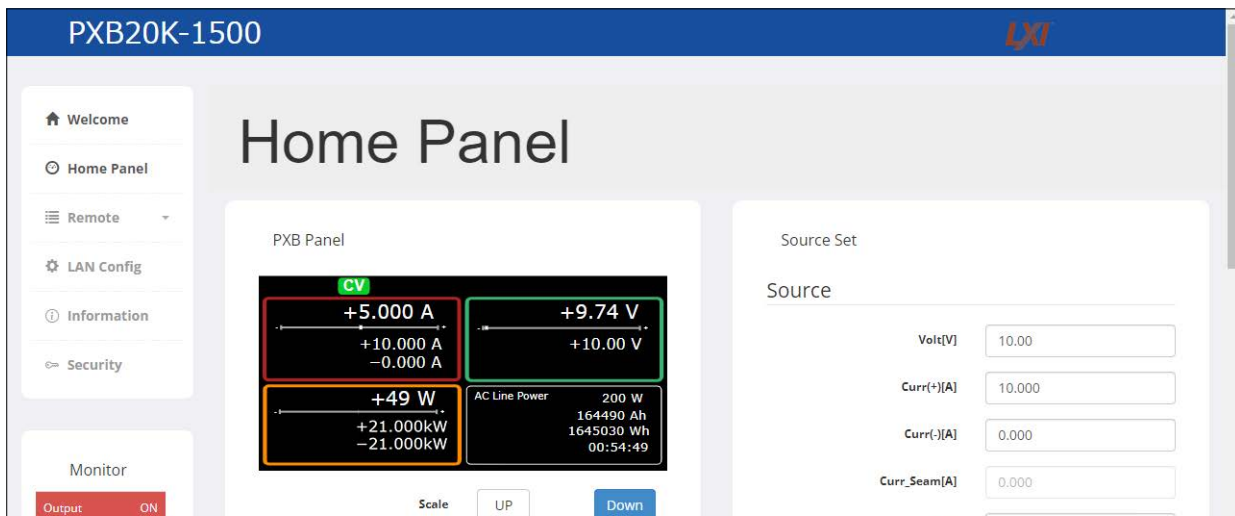 PXB20K-1500
LXI
Welcome
Home Panel
Remote
LAN Config
Information
Security
Monitor
Output ON
Home Panel
PXB Panel
CV
+5.000 A
+10.000 A
−0.000 A
+9.74 V
+10.00 V
+49 W
+21.000kW
−21.000kW
AC Line Power 200 W
164490 Ah
1645030 Wh
00:54:49
Scale UP Down
Source Set
Source
Volt[V] 10.00
Curr(+)[A] 10.000
Curr(-)[A] 0.000
Curr_Seam[A] 0.000